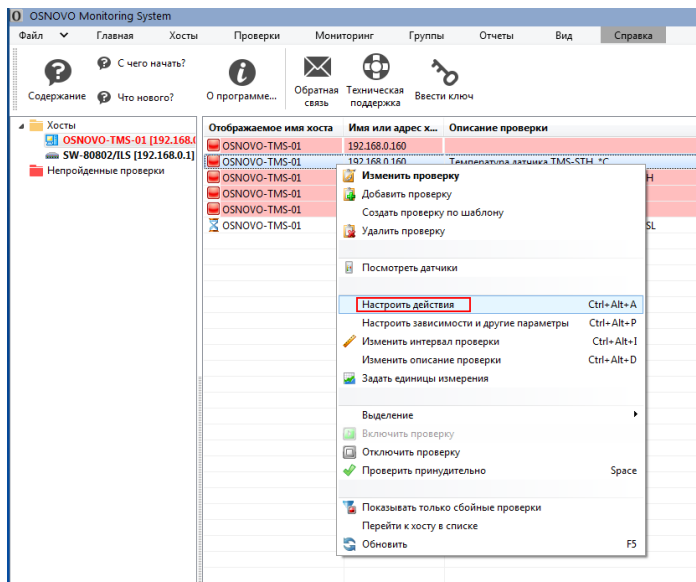 OSNOVO Monitoring System
Файл Главная Хосты Проверки Мониторинг Группы Отчеты Вид Справка
Содержание
С чего начать?
Что нового?
О программе...
Обратная связь
Техническая поддержка
Ввести ключ
Хосты
OSNOVO-TMS-01 [192.168.(
SW-80802/ILS [192.168.0.1]
Непройденные проверки
Отображаемое имя хоста Имя или адрес х... Описание проверки
OSNOVO-TMS-01 192.168.0.160
OSNOVO-TMS-01 192.168.0.160 Температура датчика TMS-STH, °C
OSNOVO-TMS-01 H
OSNOVO-TMS-01
OSNOVO-TMS-01
OSNOVO-TMS-01 SL
Изменить проверку
Добавить проверку
Создать проверку по шаблону
Удалить проверку
Посмотреть датчики
Настроить действия Ctrl+Alt+A
Настроить зависимости и другие параметры Ctrl+Alt+P
Изменить интервал проверки Ctrl+Alt+I
Изменить описание проверки Ctrl+Alt+D
Задать единицы измерения
Выделение
Включить проверку
Отключить проверку
Проверить принудительно Space
Показывать только сбойные проверки
Перейти к хосту в списке
Обновить F5